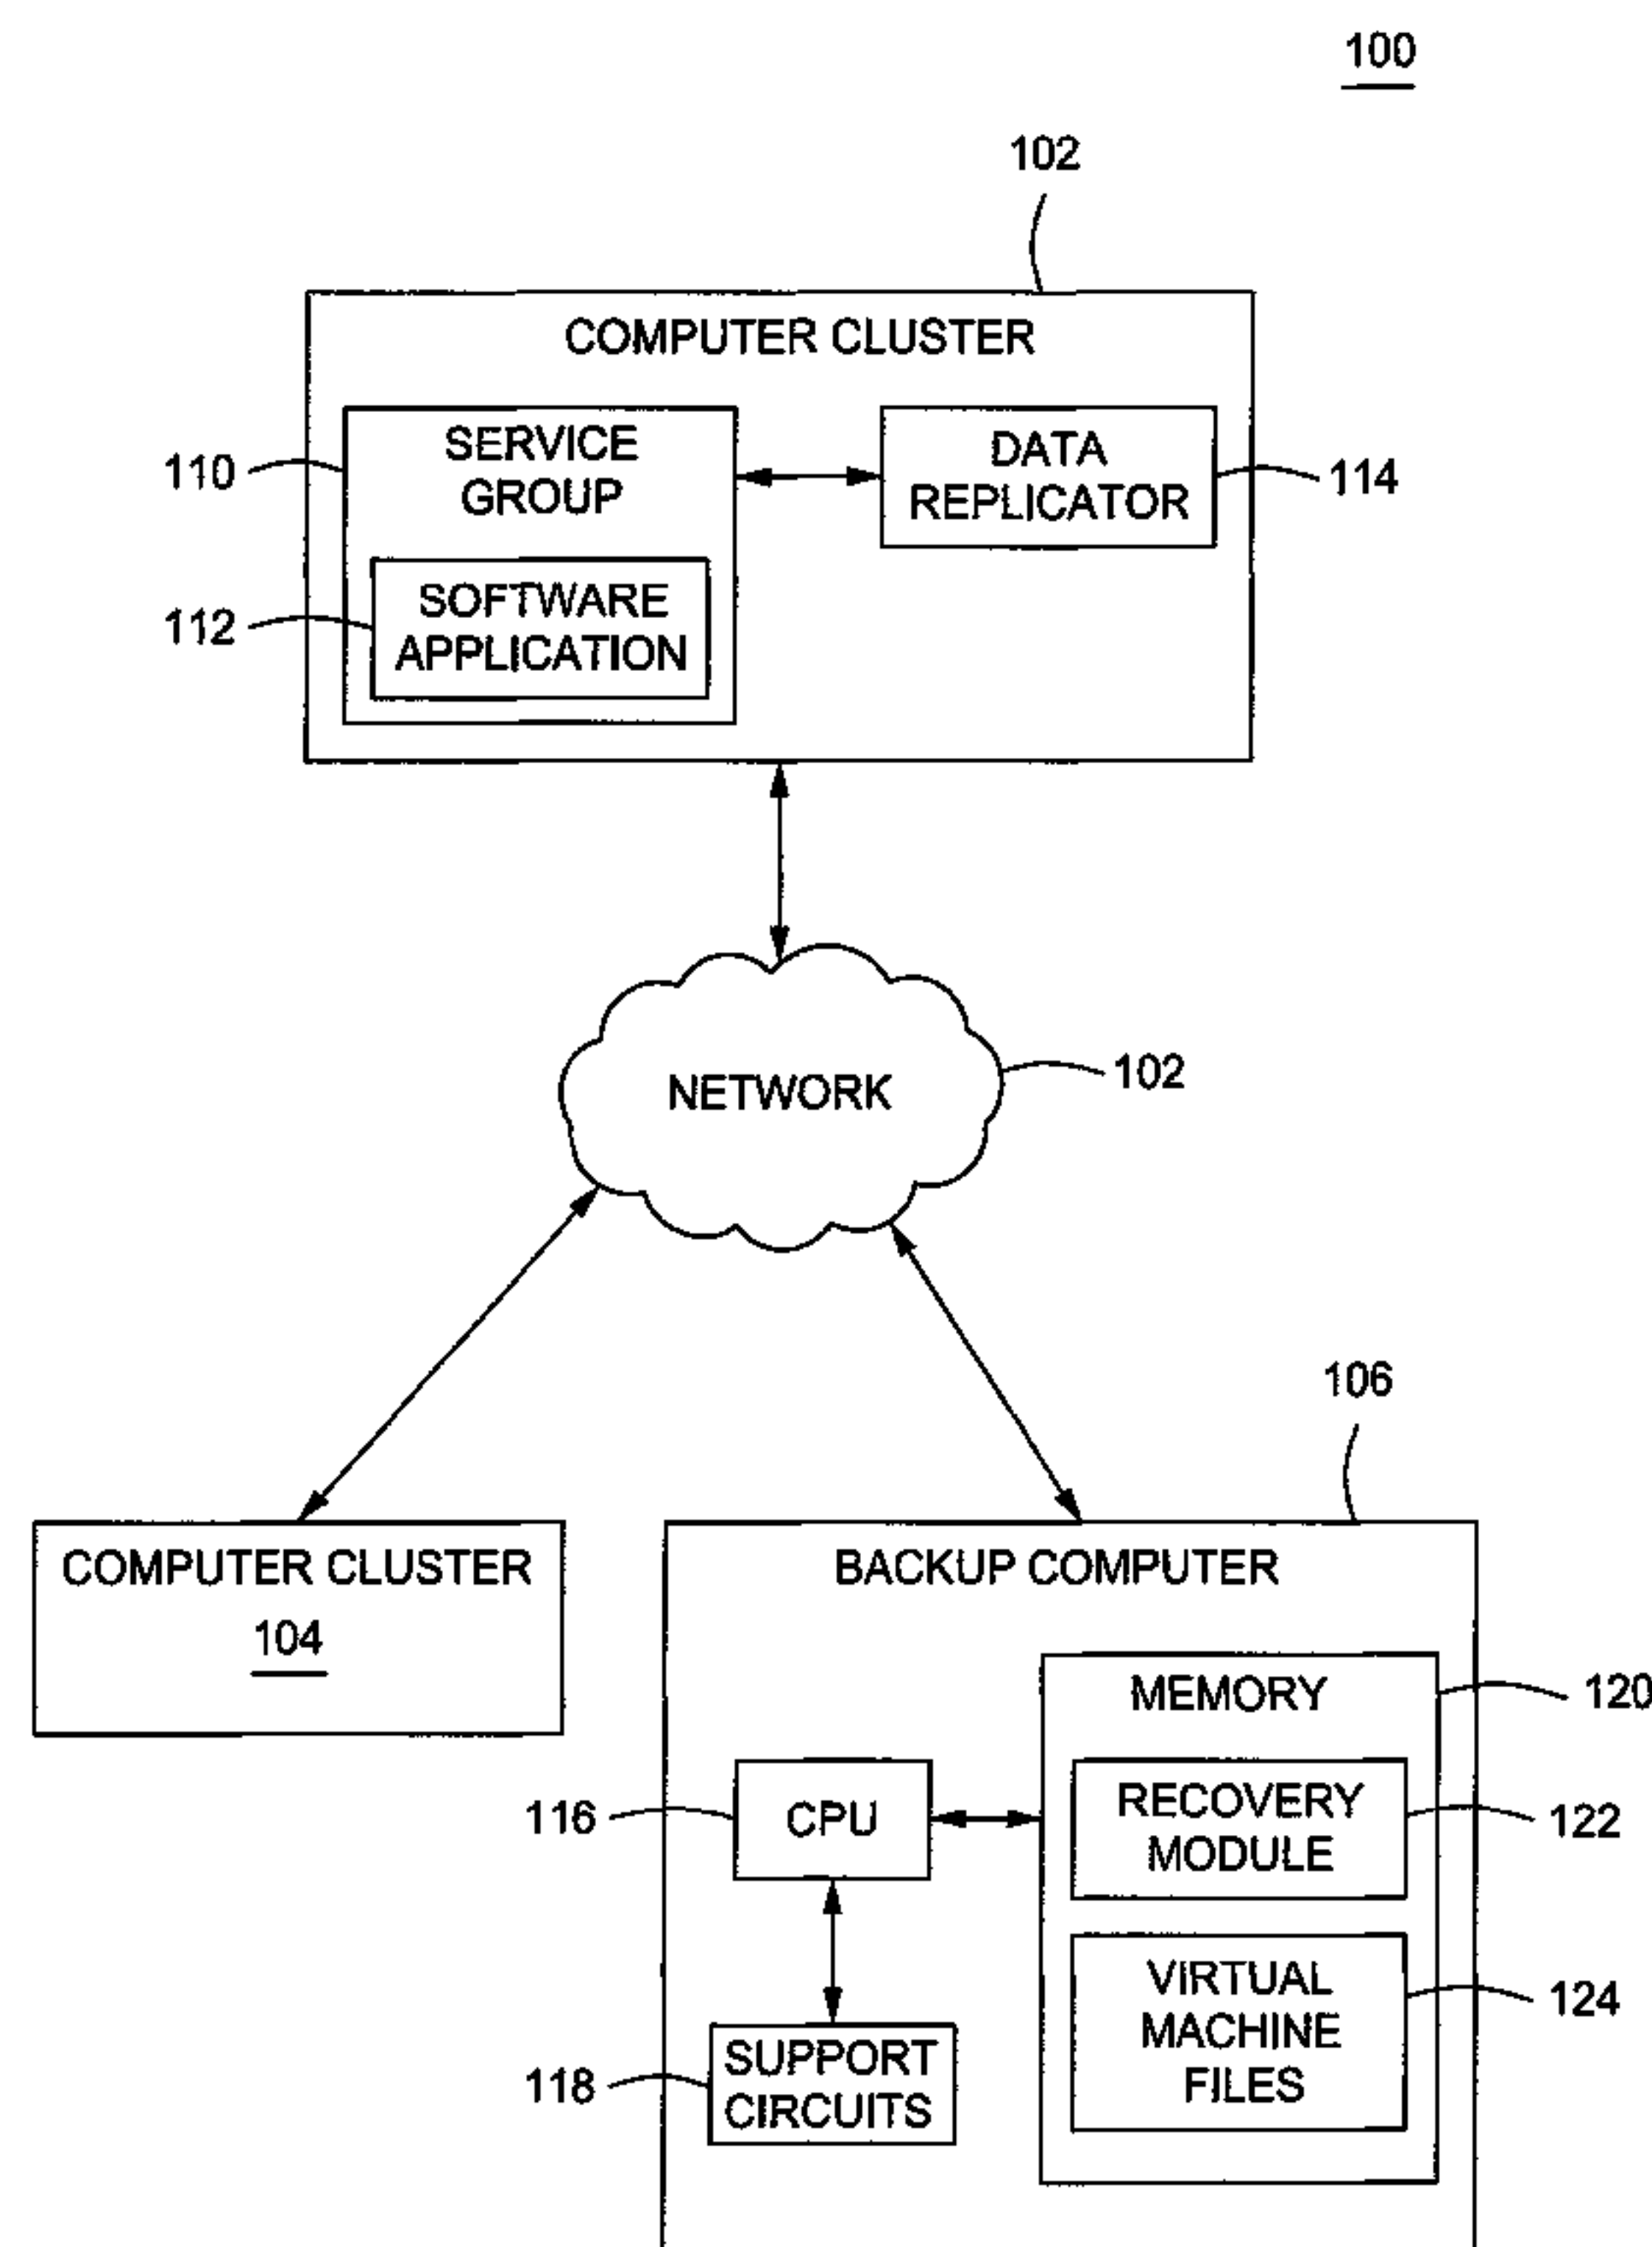 100
102
COMPUTER CLUSTER
SERVICE
GROUP
110
DATA
REPLICATOR
114
SOFTWARE
APPLICATION
112
NETWORK
102
106
COMPUTER CLUSTER
104
BACKUP COMPUTER
MEMORY
120
CPU
116
RECOVERY
MODULE
122
VIRTUAL
MACHINE
FILES
124
SUPPORT
CIRCUITS
118